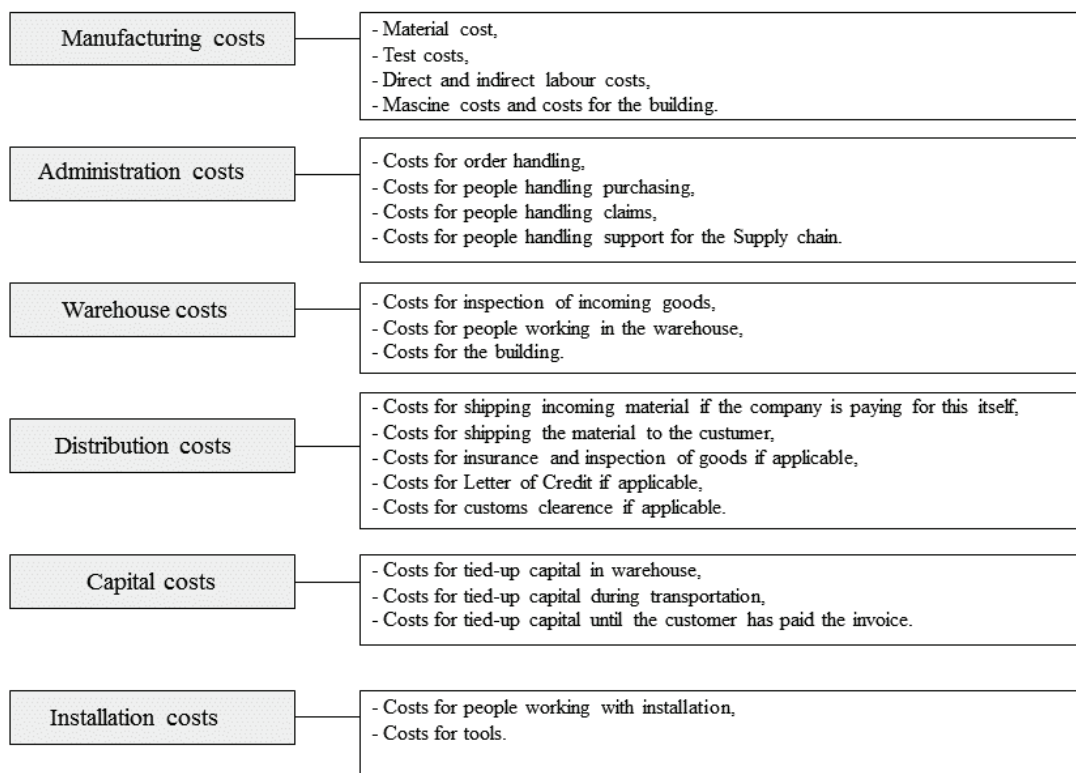 Manufacturing costs
- Material cost,
- Test costs,
- Direct and indirect labour costs,
- Mascine costs and costs for the building.
Administration costs
- Costs for order handling,
- Costs for people handling purchasing,
- Costs for people handling claims,
- Costs for people handling support for the Supply chain.
Warehouse costs
- Costs for inspection of incoming goods,
- Costs for people working in the warehouse,
- Costs for the building.
Distribution costs
- Costs for shipping incoming material if the company is paying for this itself,
- Costs for shipping the material to the custumer,
- Costs for insurance and inspection of goods if applicable,
- Costs for Letter of Credit if applicable,
- Costs for customs clearence if applicable.
Capital costs
- Costs for tied-up capital in warehouse,
- Costs for tied-up capital during transportation,
- Costs for tied-up capital until the customer has paid the invoice.
Installation costs
- Costs for people working with installation,
- Costs for tools.